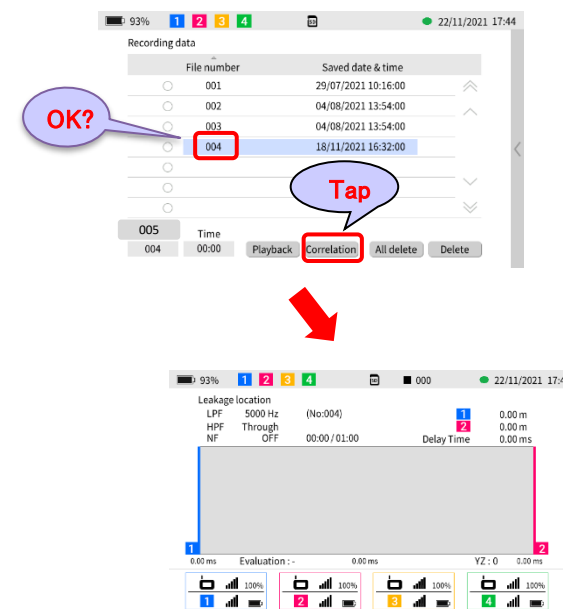 93% 1 2 3 4 SD 22/11/2021 17:44
Recording data
File number Saved date & time
001 29/07/2021 10:16:00
002 04/08/2021 13:54:00
OK?
003 04/08/2021 13:54:00
004 18/11/2021 16:32:00
Tap
005 Time
004 00:00 Playback Correlation All delete Delete
93% 1 2 3 4 SD 000 22/11/2021 17:4
Leakage location
LPF 5000 Hz (No:004) 1 0.00 m
HPF Through 2 0.00 m
NF OFF 00:00 / 01:00 Delay Time 0.00 ms
1 2
0.00 ms Evaluation : - 0.00 ms YZ : 0 0.00 ms
100% 100% 100% 100%
1 2 3 4